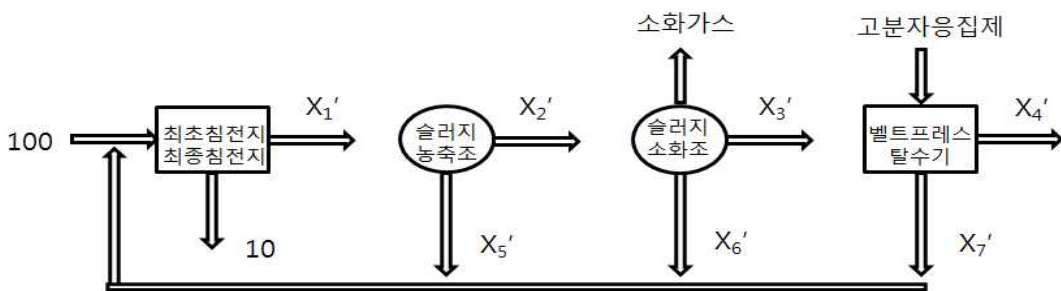 소화가스
고분자응집제
100
최초침전지
최종침전지
X₁′
슬러지
농축조
X₂′
슬러지
소화조
X₃′
벨트프레스
탈수기
X₄′
10
X₅′
X₆′
X₇′